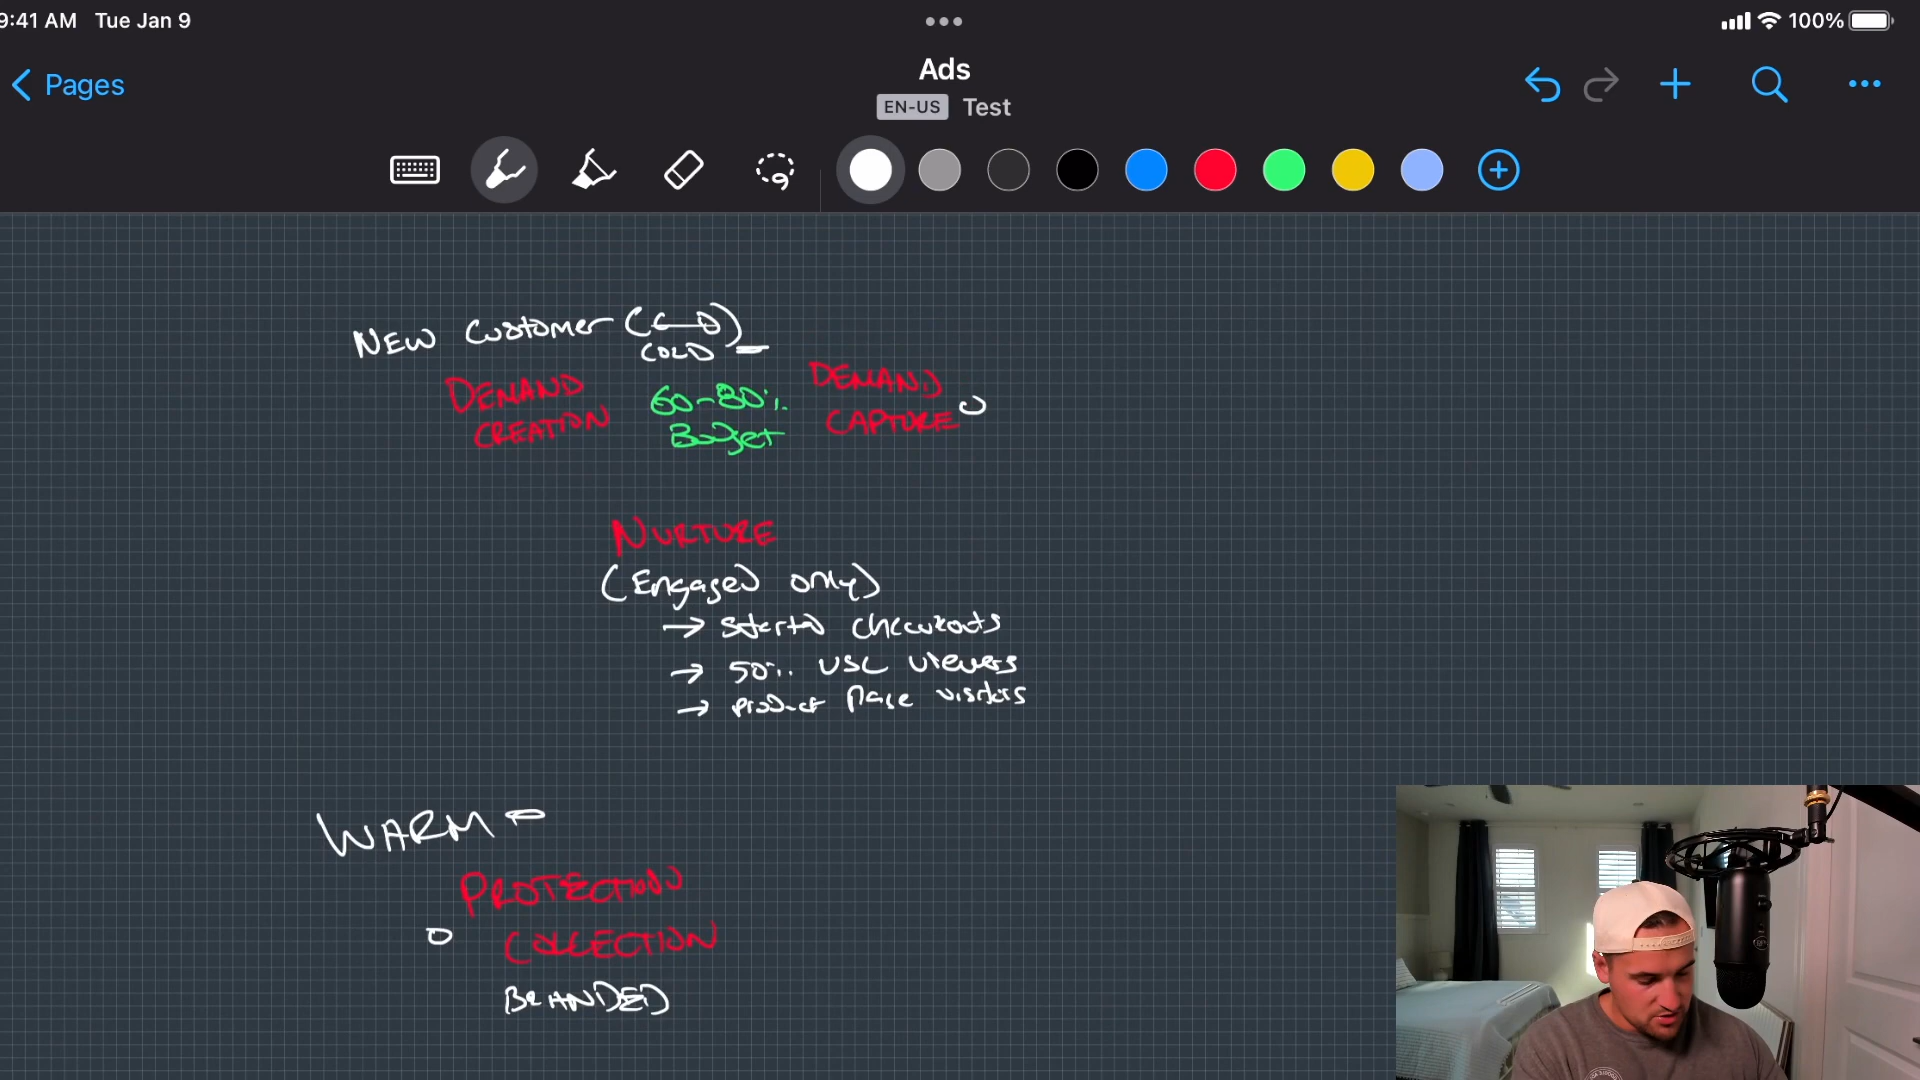 9:41 AM Tue Jan 9
100%
Pages
Ads
EN-US Test
NEW Customer (
COLD
DEMAND
CREATION
60-80%
Budget
DEMAND
CAPTURE
NURTURE
(Engaged only)
→ Started checkouts
→ 50% VSL viewers
→ product page visitors
WARM
PROTECTION
COLLECTION
BRANDED